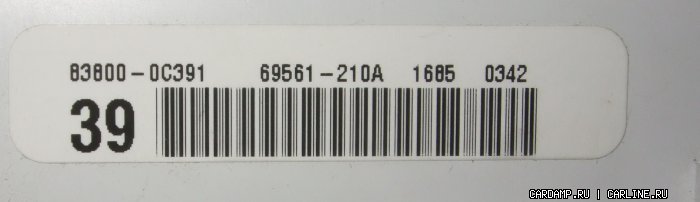 83800-0C391 69561-210A 1685 0342
39
CARDAMP.RU | CARLINE.RU